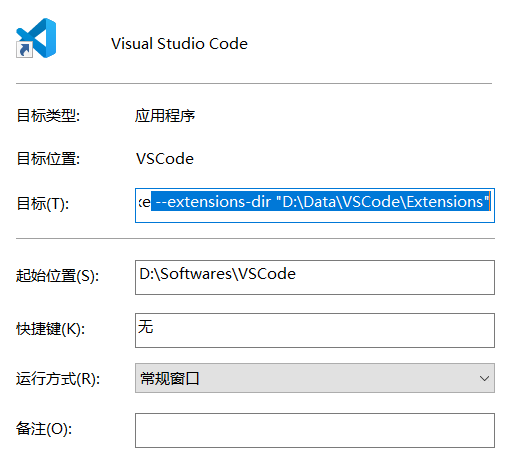 Visual Studio Code
目标类型: 应用程序
目标位置: VSCode
目标(T): xe --extensions-dir "D:\Data\VSCode\Extensions"
起始位置(S): D:\Softwares\VSCode
快捷键(K): 无
运行方式(R): 常规窗口
备注(O):